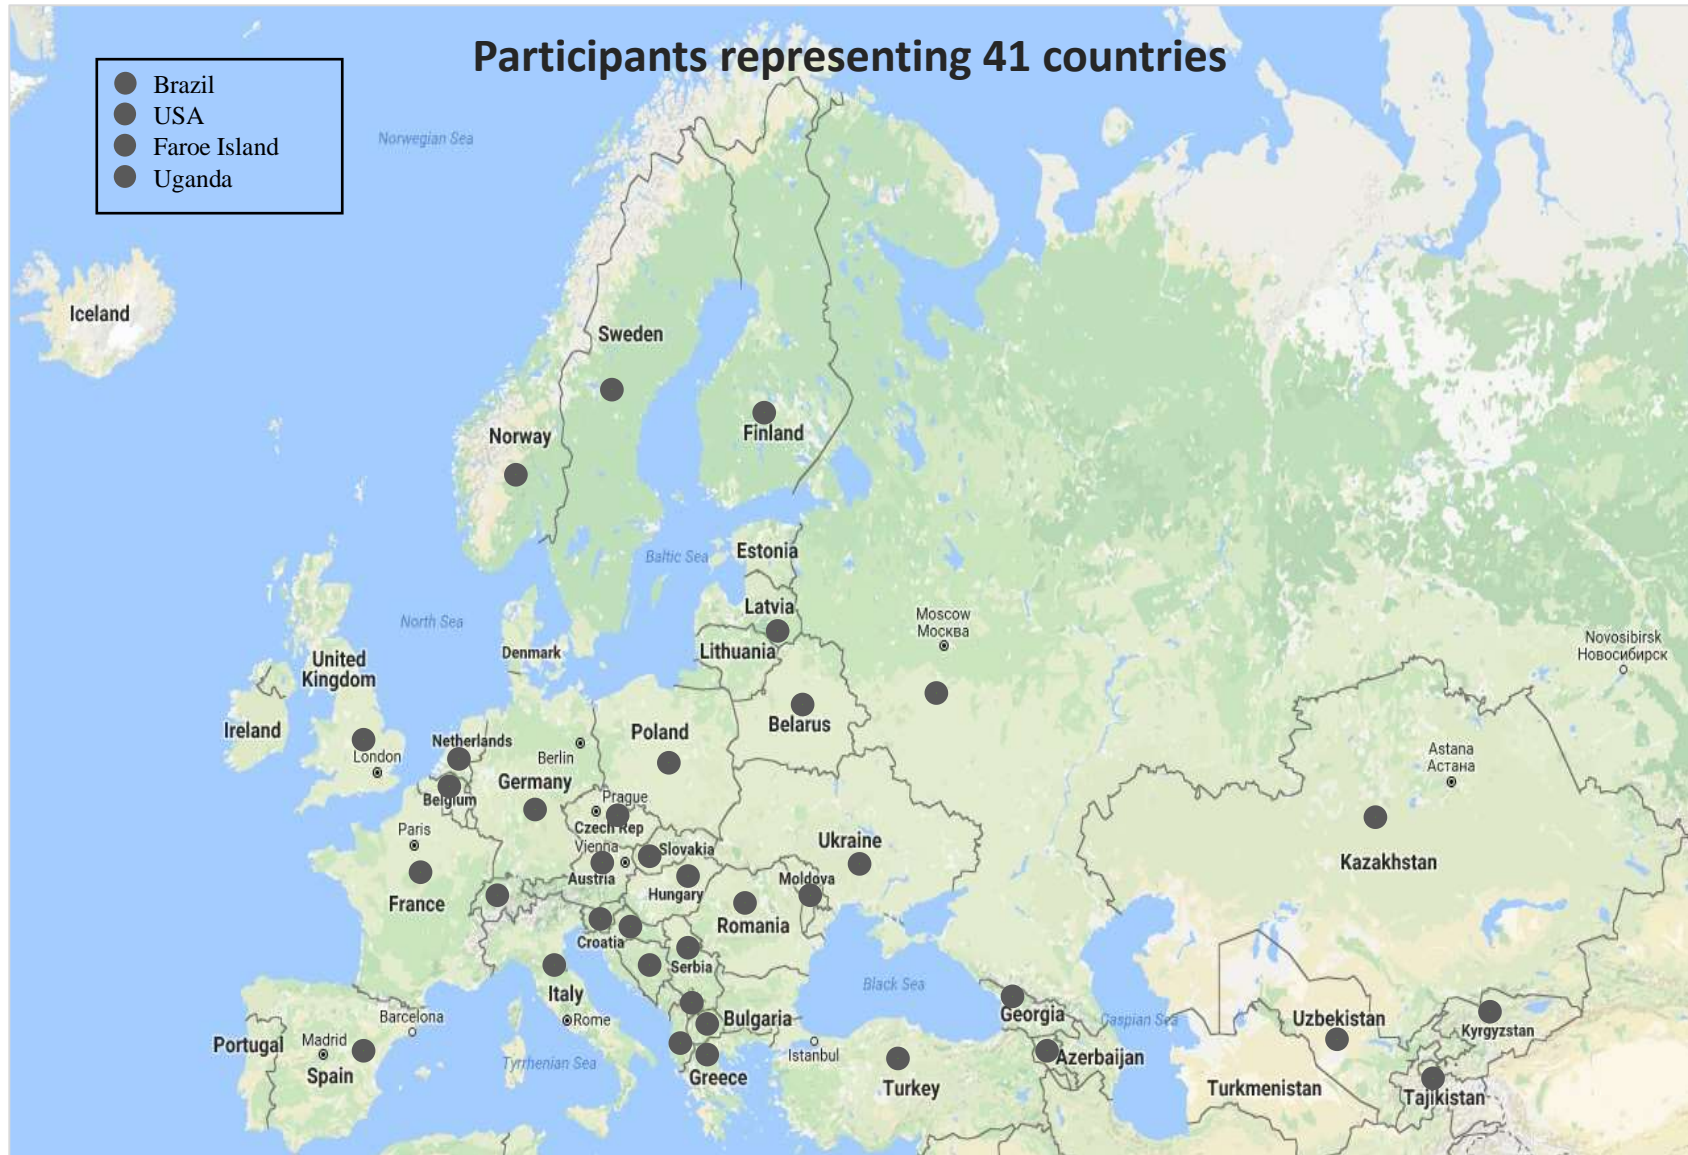 Participants representing 41 countries
Brazil
USA
Faroe Island
Uganda
Norwegian Sea
Iceland
Sweden
Norway
Finland
Estonia
Baltic Sea
Latvia
North Sea
Moscow
Москва
Lithuania
Denmark
Novosibirsk
Новосибирск
United
Kingdom
Ireland
Belarus
Poland
Netherlands
Berlin
London
Astana
Астана
Germany
Belgium
Prague
Czech Rep
Paris
Vienna
Slovakia
Ukraine
Kazakhstan
Austria
Hungary
Moldova
France
Romania
Croatia
Serbia
Black Sea
Italy
Barcelona
Rome
Bulgaria
Georgia
Caspian Sea
Uzbekistan
Kyrgyzstan
Portugal
Madrid
Spain
Tyrrhenian Sea
Istanbul
Greece
Turkey
Azerbaijan
Turkmenistan
Tajikistan